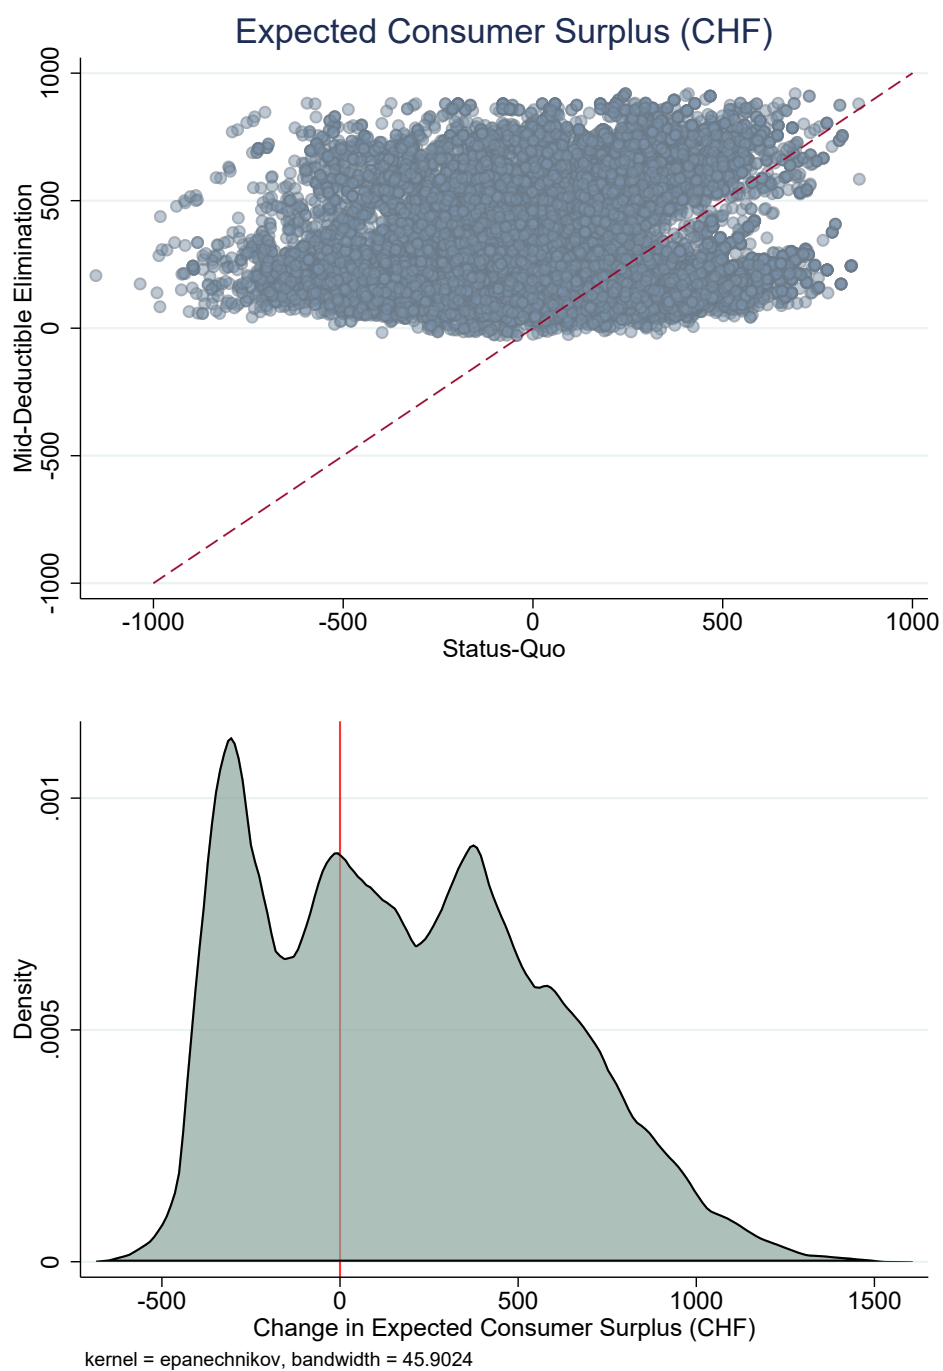 Expected Consumer Surplus (CHF)
1000
500
0
-500
-1000
Mid-Deductible Elimination
-1000 -500 0 500 1000
Status-Quo
.001
.0005
0
Density
-500 0 500 1000 1500
Change in Expected Consumer Surplus (CHF)
kernel = epanechnikov, bandwidth = 45.9024